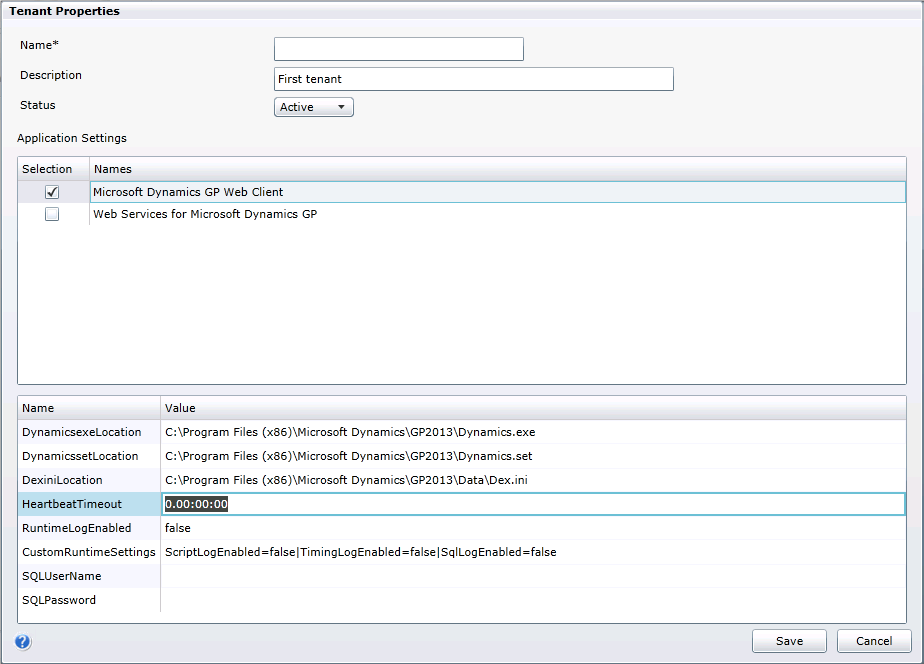 Tenant Properties
Name*
Description First tenant
Status Active
Application Settings
Selection Names
Microsoft Dynamics GP Web Client
Web Services for Microsoft Dynamics GP
Name Value
DynamicsexeLocation C:\Program Files (x86)\Microsoft Dynamics\GP2013\Dynamics.exe
DynamicssetLocation C:\Program Files (x86)\Microsoft Dynamics\GP2013\Dynamics.set
DexiniLocation C:\Program Files (x86)\Microsoft Dynamics\GP2013\Data\Dex.ini
HeartbeatTimeout 0.00:00:00
RuntimeLogEnabled false
CustomRuntimeSettings ScriptLogEnabled=false|TimingLogEnabled=false|SqlLogEnabled=false
SQLUserName
SQLPassword
? Save Cancel